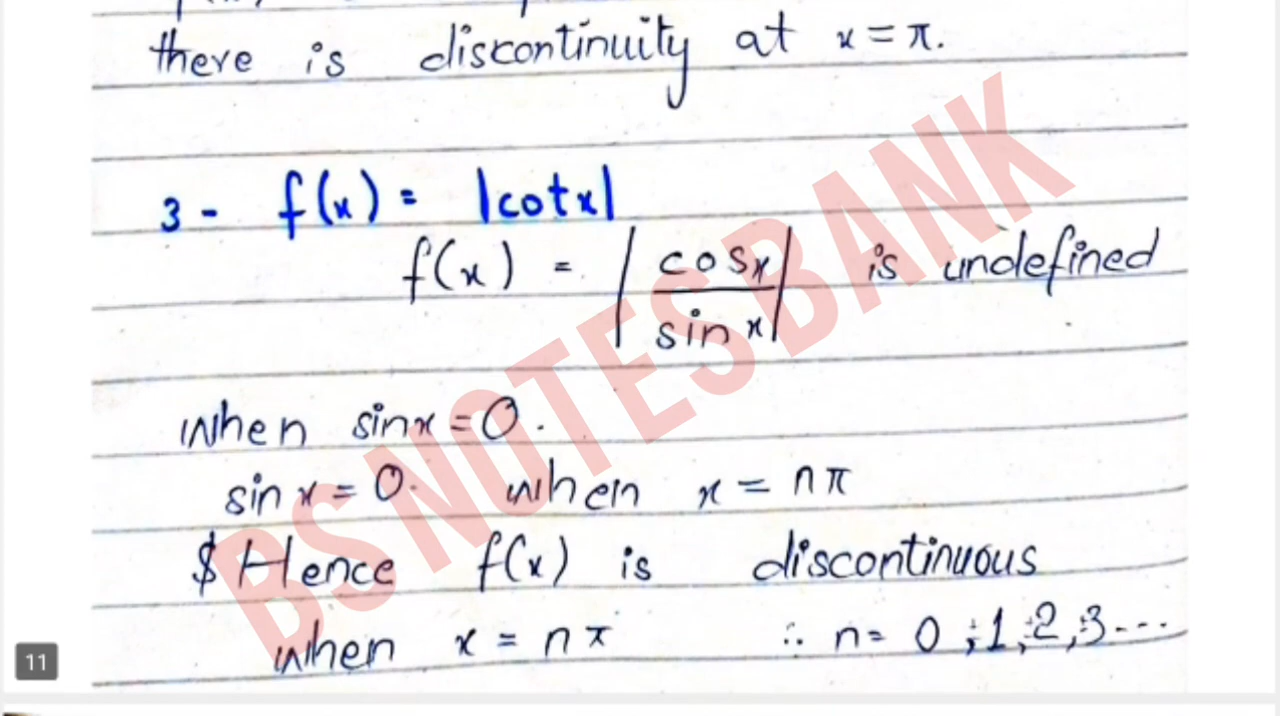 there is discontinuity at x = π.
3 - f(x) = |cotx|
f(x) = |cosx / sin x| is undefined
when sinx = 0.
sin x = 0. when x = nπ
$ Hence f(x) is discontinuous
when x = nπ ∴ n = 0, ±1, ±2, ±3 ---
BS NOTES BANK
11